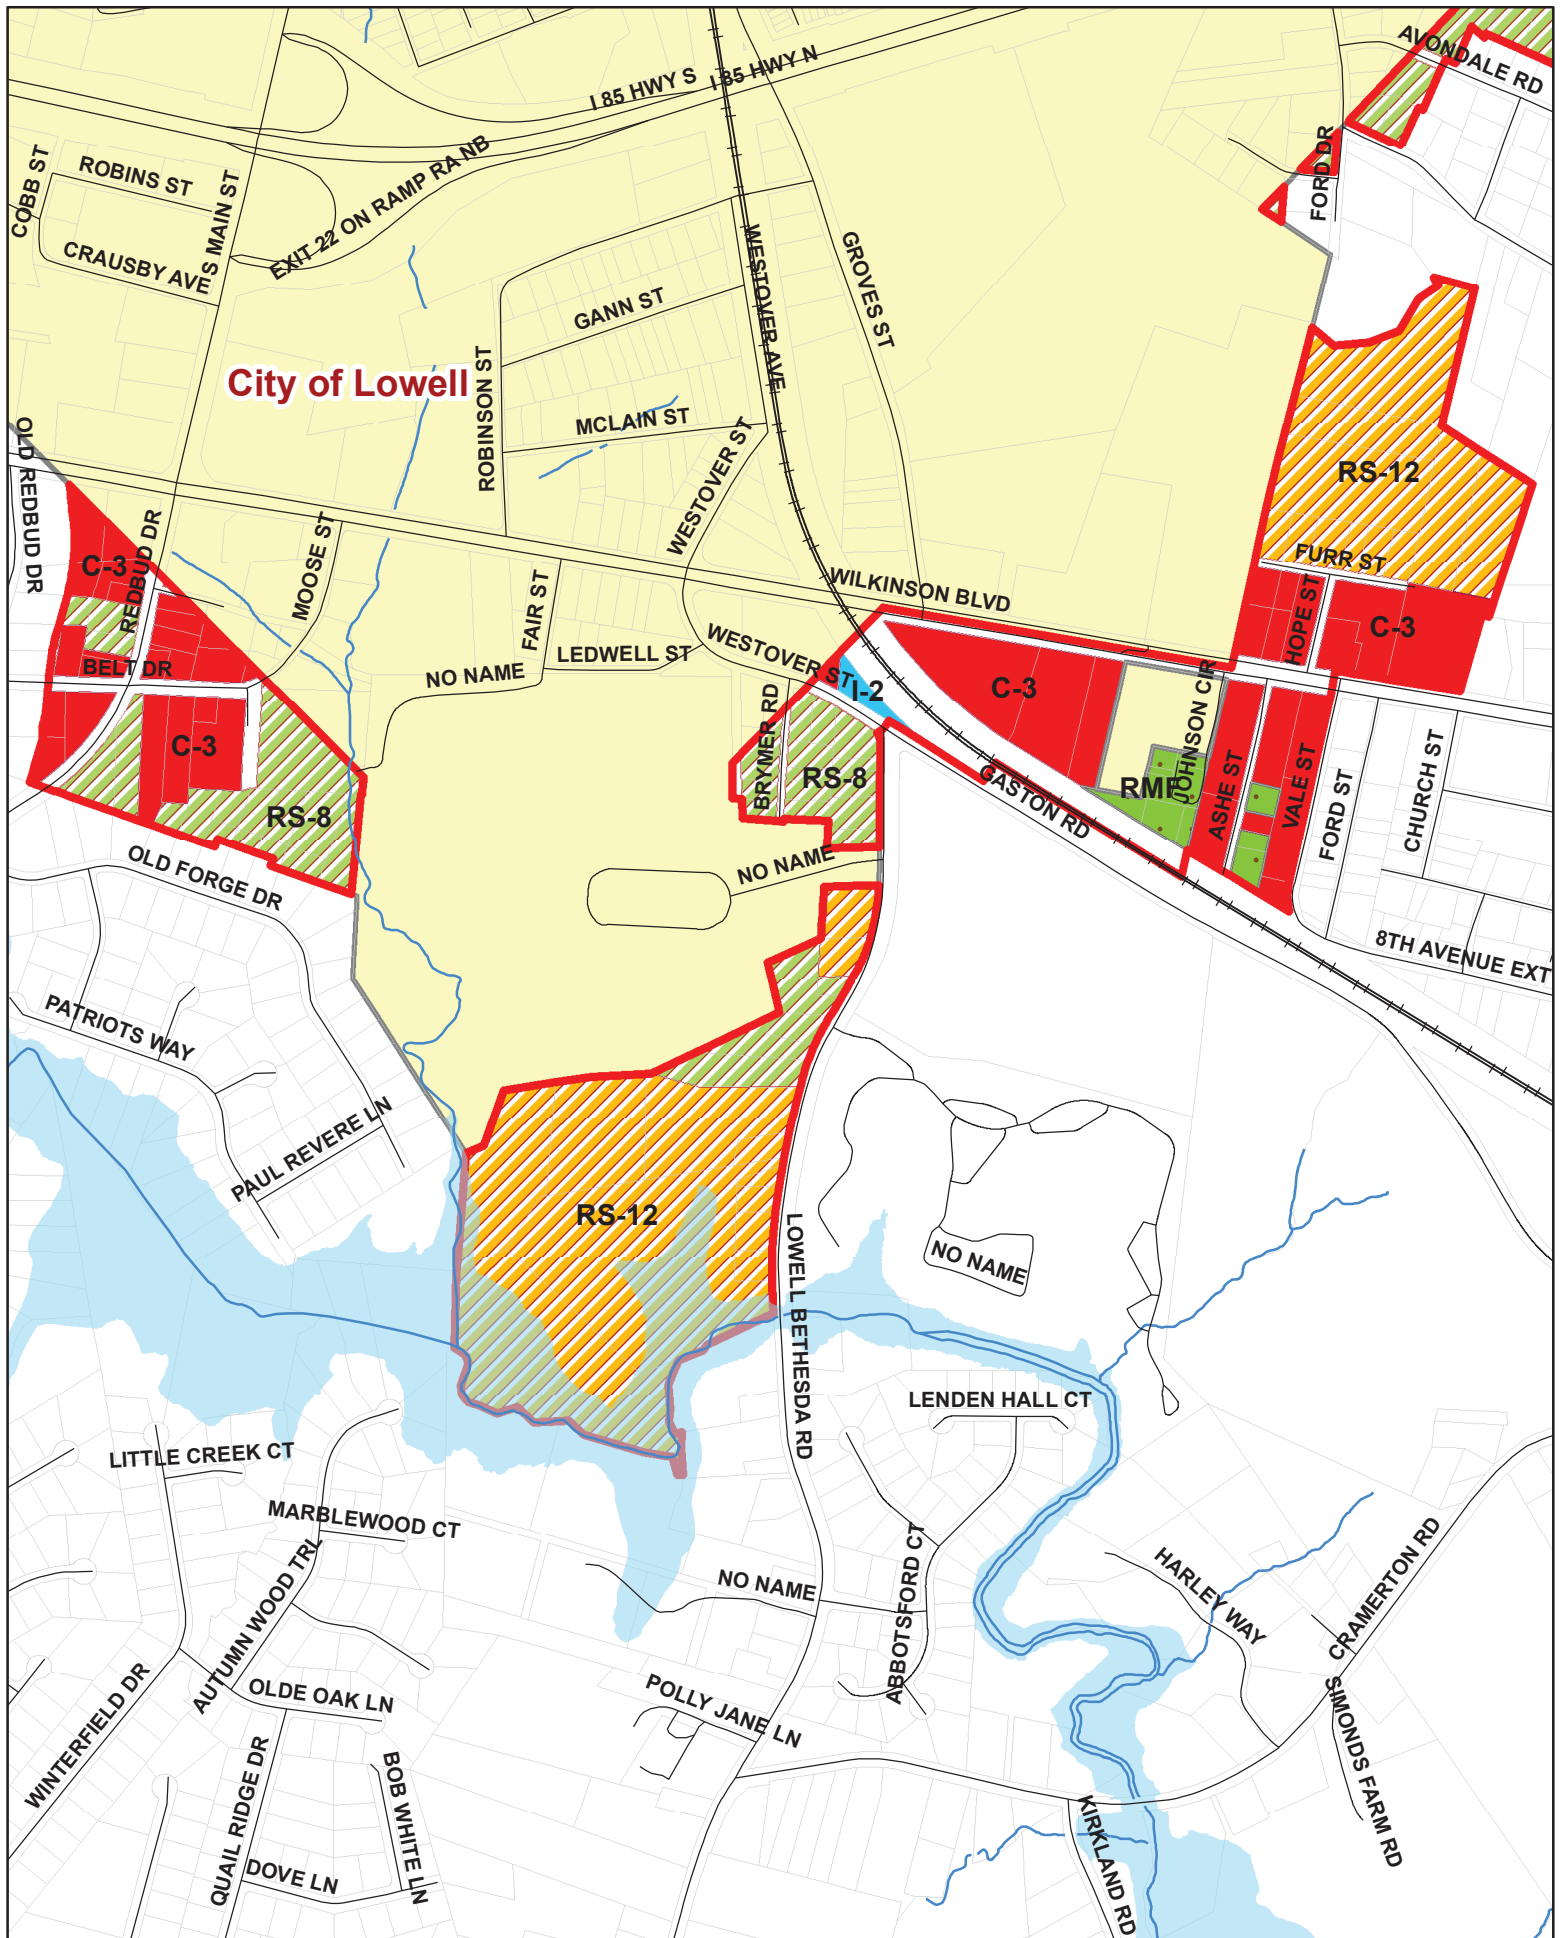 AVONDALE RD
I 85 HWY S
I 85 HWY N
FORD DR
COBB ST
ROBINS ST
S MAIN ST
EXIT 22 ON RAMP RA NB
CRAUSBY AVE
WESTOVER AVE
GROVES ST
GANN ST
City of Lowell
ROBINSON ST
MCLAIN ST
WESTOVER ST
OLD REDBUD DR
RS-12
C-3
REDBUD DR
MOOSE ST
FURR ST
FAIR ST
WILKINSON BLVD
HOPE ST
C-3
WESTOVER ST
LEDWELL ST
NO NAME
BELT DR
I-2
C-3
JOHNSON CIR
BRYMER RD
C-3
RS-8
GASTON RD
RMF
ASHE ST
VALE ST
FORD ST
CHURCH ST
RS-8
NO NAME
OLD FORGE DR
8TH AVENUE EXT
PATRIOTS WAY
PAUL REVERE LN
RS-12
LOWELL BETHESDA RD
NO NAME
LENDEN HALL CT
LITTLE CREEK CT
MARBLEWOOD CT
AUTUMN WOOD TRL
NO NAME
ABBOTSFORD CT
HARLEY WAY
CRAMERTON RD
WINTERFIELD DR
OLDE OAK LN
POLLY JANE LN
SIMONDS FARM RD
QUAIL RIDGE DR
BOB WHITE LN
DOVE LN
KIRKLAND RD